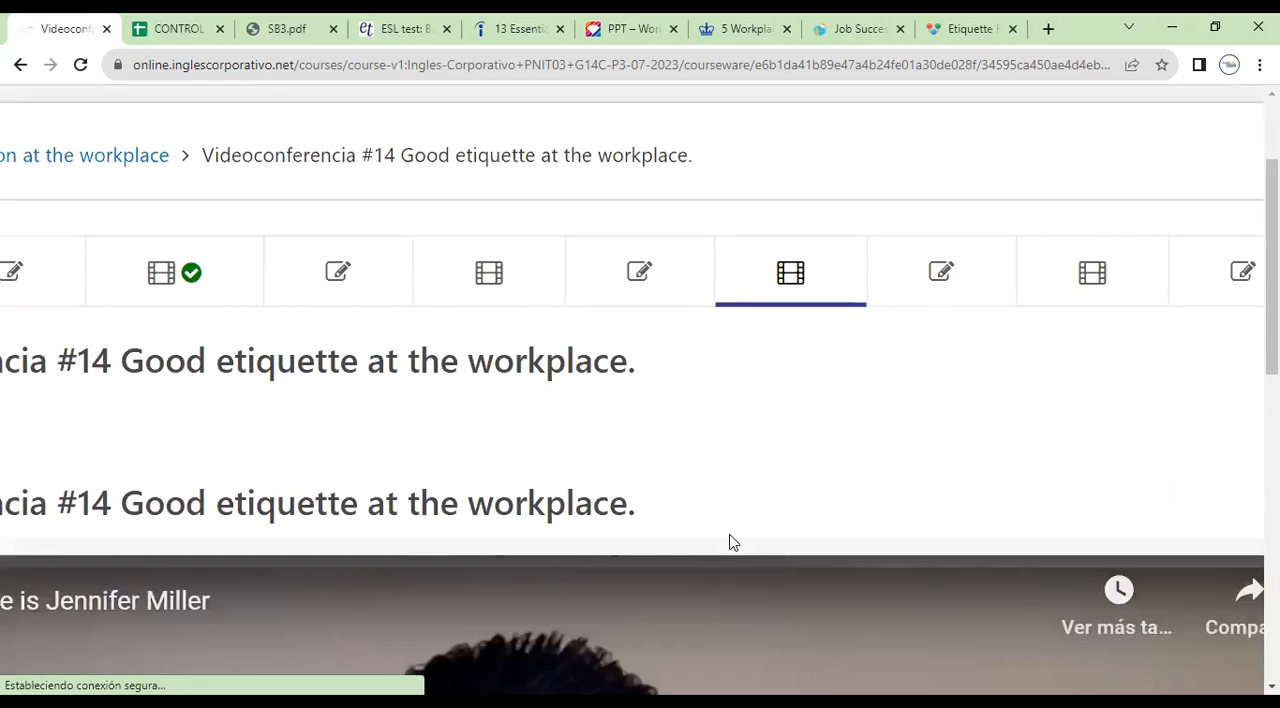 Videoconf
CONTROL
SB3.pdf
ESL test: B
13 Essenti
PPT – Wor
5 Workpla
Job Succes
Etiquette F
online.inglescorporativo.net/courses/course-v1:Ingles-Corporativo+PNIT03+G14C-P3-07-2023/courseware/e6b1da41b89e47a4b24fe01a30de028f/34595ca450ae4d4eb...
on at the workplace > Videoconferencia #14 Good etiquette at the workplace.
ncia #14 Good etiquette at the workplace.
ncia #14 Good etiquette at the workplace.
e is Jennifer Miller
Ver más ta...
Compa
Estableciendo conexión segura...